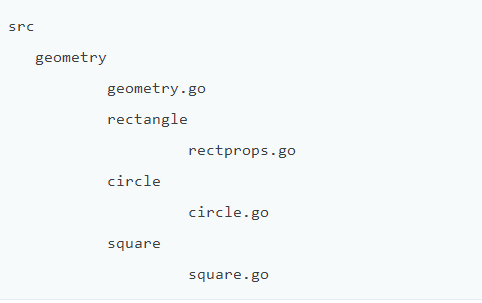 src
geometry
geometry.go
rectangle
rectprops.go
circle
circle.go
square
square.go